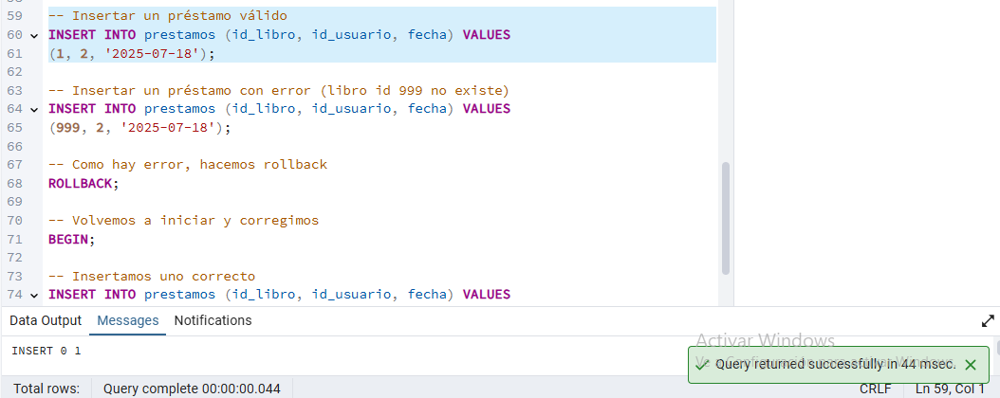 59 -- Insertar un préstamo válido
60 INSERT INTO prestamos (id_libro, id_usuario, fecha) VALUES
61 (1, 2, '2025-07-18');
62
63 -- Insertar un préstamo con error (libro id 999 no existe)
64 INSERT INTO prestamos (id_libro, id_usuario, fecha) VALUES
65 (999, 2, '2025-07-18');
66
67 -- Como hay error, hacemos rollback
68 ROLLBACK;
69
70 -- Volvemos a iniciar y corregimos
71 BEGIN;
72
73 -- Insertamos uno correcto
74 INSERT INTO prestamos (id_libro, id_usuario, fecha) VALUES
Data Output Messages Notifications
INSERT 0 1
Activar Windows
Query returned successfully in 44 msec.
Total rows: Query complete 00:00:00.044 CRLF Ln 59, Col 1